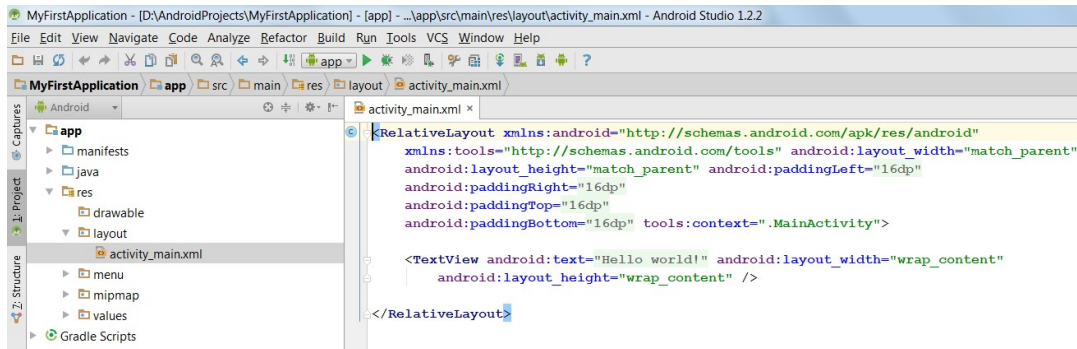 MyFirstApplication - [D:\AndroidProjects\MyFirstApplication] - [app] - ...\app\src\main\res\layout\activity_main.xml - Android Studio 1.2.2
File Edit View Navigate Code Analyze Refactor Build Run Tools VCS Window Help
app
MyFirstApplication app src main res layout activity_main.xml
Captures
1: Project
7: Structure
Android
app
manifests
java
res
drawable
layout
activity_main.xml
menu
mipmap
values
Gradle Scripts
activity_main.xml ×
<RelativeLayout xmlns:android="http://schemas.android.com/apk/res/android"
xmlns:tools="http://schemas.android.com/tools" android:layout_width="match_parent"
android:layout_height="match_parent" android:paddingLeft="16dp"
android:paddingRight="16dp"
android:paddingTop="16dp"
android:paddingBottom="16dp" tools:context=".MainActivity">
<TextView android:text="Hello world!" android:layout_width="wrap_content"
android:layout_height="wrap_content" />
</RelativeLayout>